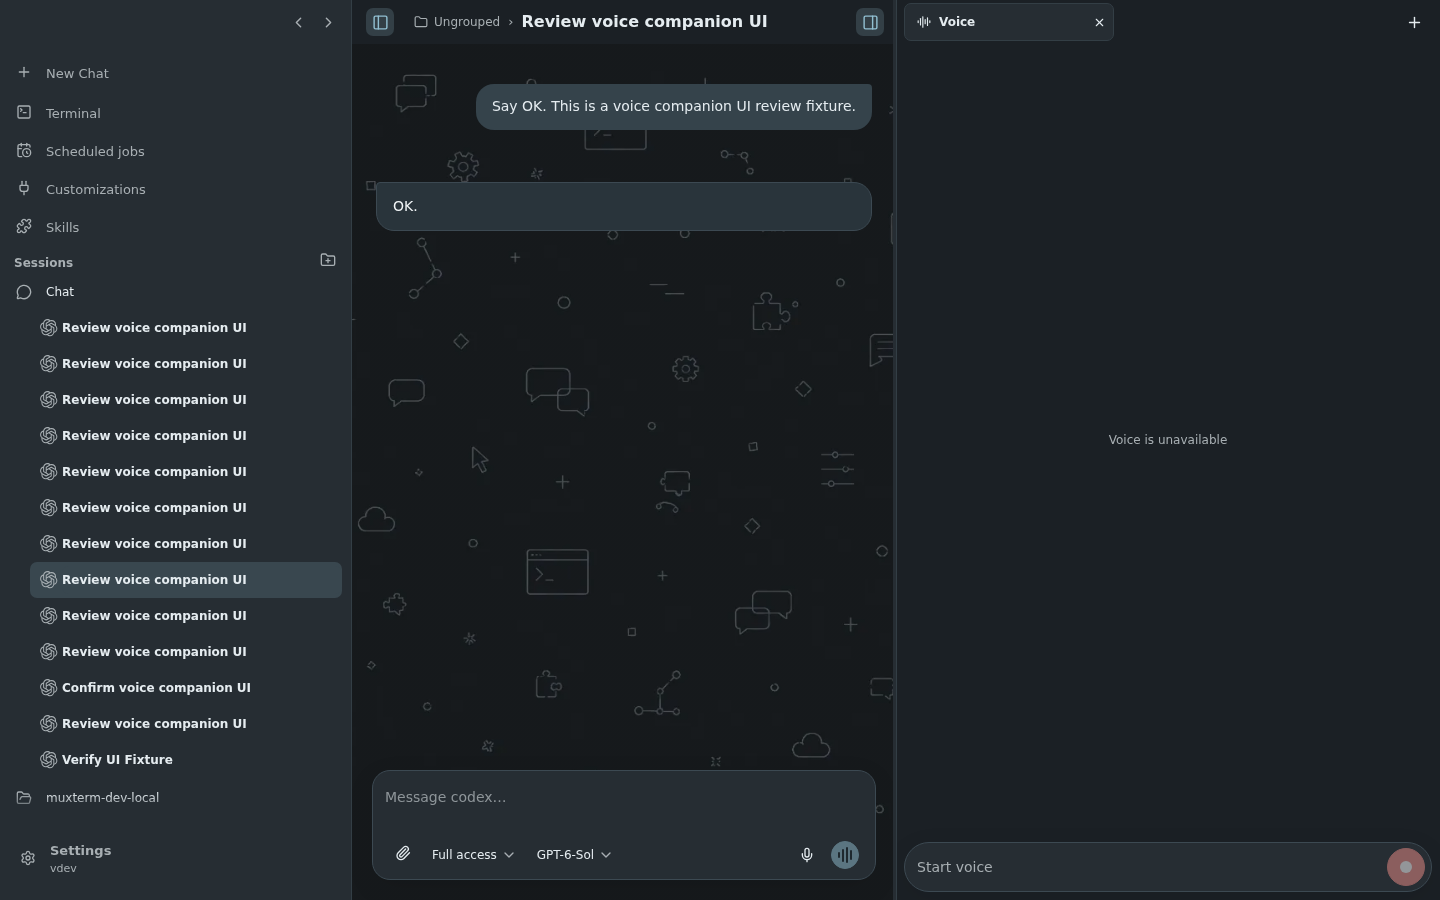 Ungrouped › Review voice companion UI
Voice
New Chat
Terminal
Scheduled jobs
Customizations
Skills
Sessions
Chat
Review voice companion UI
Review voice companion UI
Review voice companion UI
Review voice companion UI
Review voice companion UI
Review voice companion UI
Review voice companion UI
Review voice companion UI
Review voice companion UI
Review voice companion UI
Confirm voice companion UI
Review voice companion UI
Verify UI Fixture
muxterm-dev-local
Settings
vdev
Say OK. This is a voice companion UI review fixture.
OK.
Message codex…
Full access
GPT-6-Sol
Voice is unavailable
Start voice